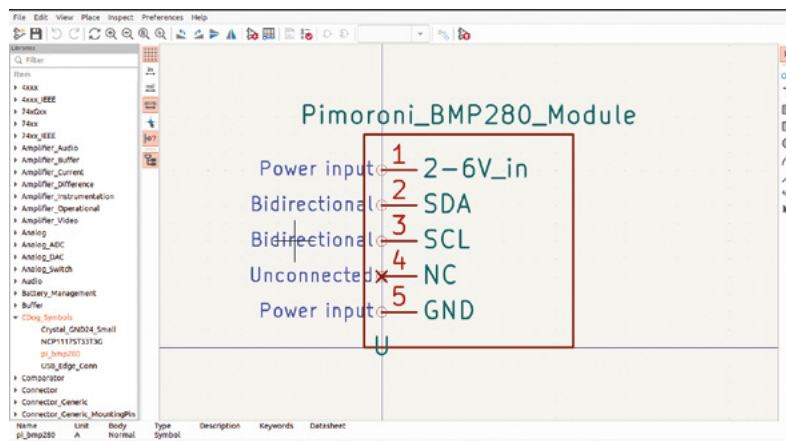 File Edit View Place Inspect Preferences Help
Libraries
Filter
Item
4xxx
4xxx_IEEE
74xGxx
74xx
74xx_IEEE
Amplifier_Audio
Amplifier_Buffer
Amplifier_Current
Amplifier_Difference
Amplifier_Instrumentation
Amplifier_Operational
Amplifier_Video
Analog
Analog_ADC
Analog_DAC
Analog_Switch
Audio
Battery_Management
Buffer
CDog_Symbols
Crystal_GND24_Small
NCP1117ST33T3G
pi_bmp280
USB_Edge_Conn
Comparator
Connector
Connector_Generic
Connector_Generic_MountingPin
in
mil
mm
Pimoroni_BMP280_Module
Power input 1 2-6V_in
Bidirectional 2 SDA
Bidirectional 3 SCL
Unconnected 4 NC
Power input 5 GND
U
Name Unit Body Type Description Keywords Datasheet
pi_bmp280 A Normal Symbol